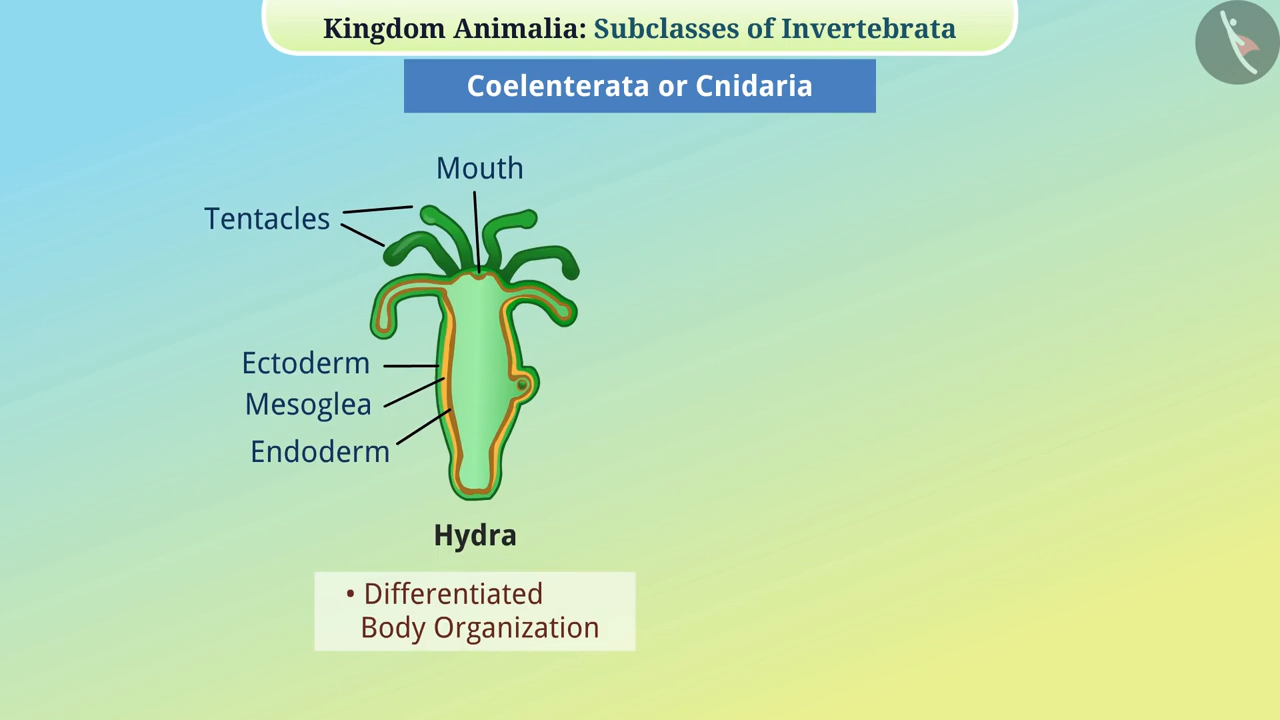 Kingdom Animalia: Subclasses of Invertebrata
Coelenterata or Cnidaria
Mouth
Tentacles
Ectoderm
Mesoglea
Endoderm
Hydra
• Differentiated
Body Organization